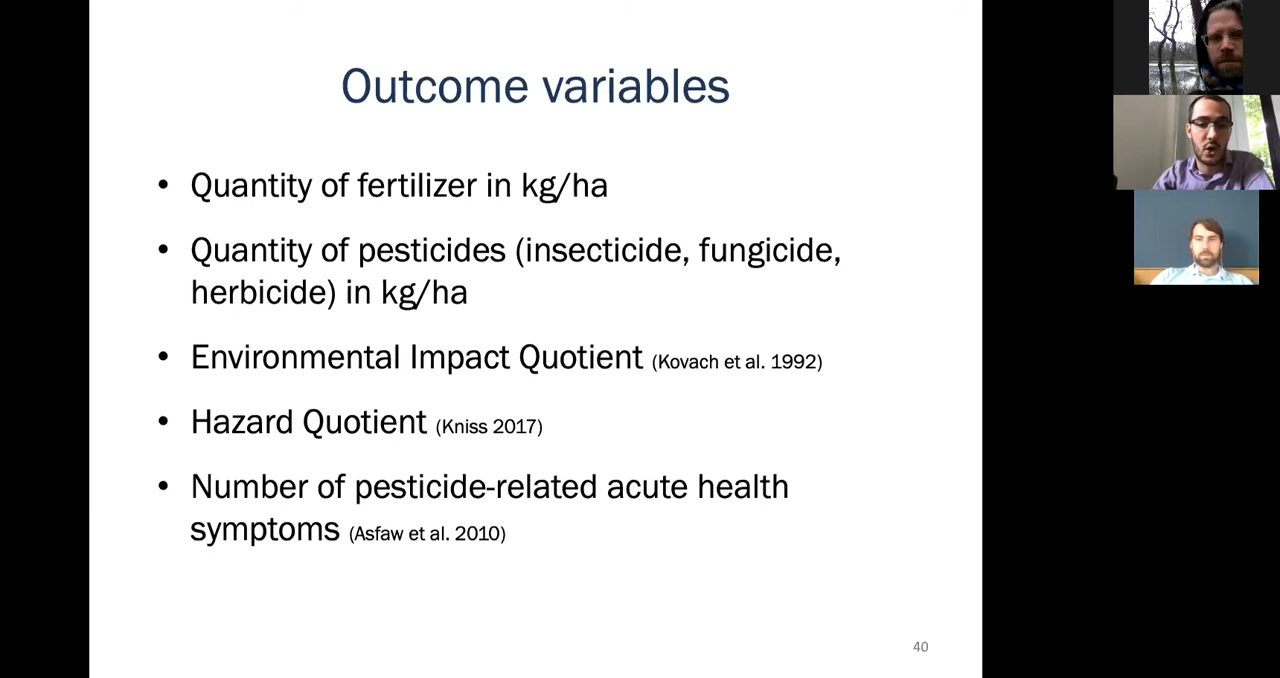 Outcome variables
• Quantity of fertilizer in kg/ha
• Quantity of pesticides (insecticide, fungicide,
herbicide) in kg/ha
• Environmental Impact Quotient (Kovach et al. 1992)
• Hazard Quotient (Kniss 2017)
• Number of pesticide-related acute health
symptoms (Asfaw et al. 2010)
40